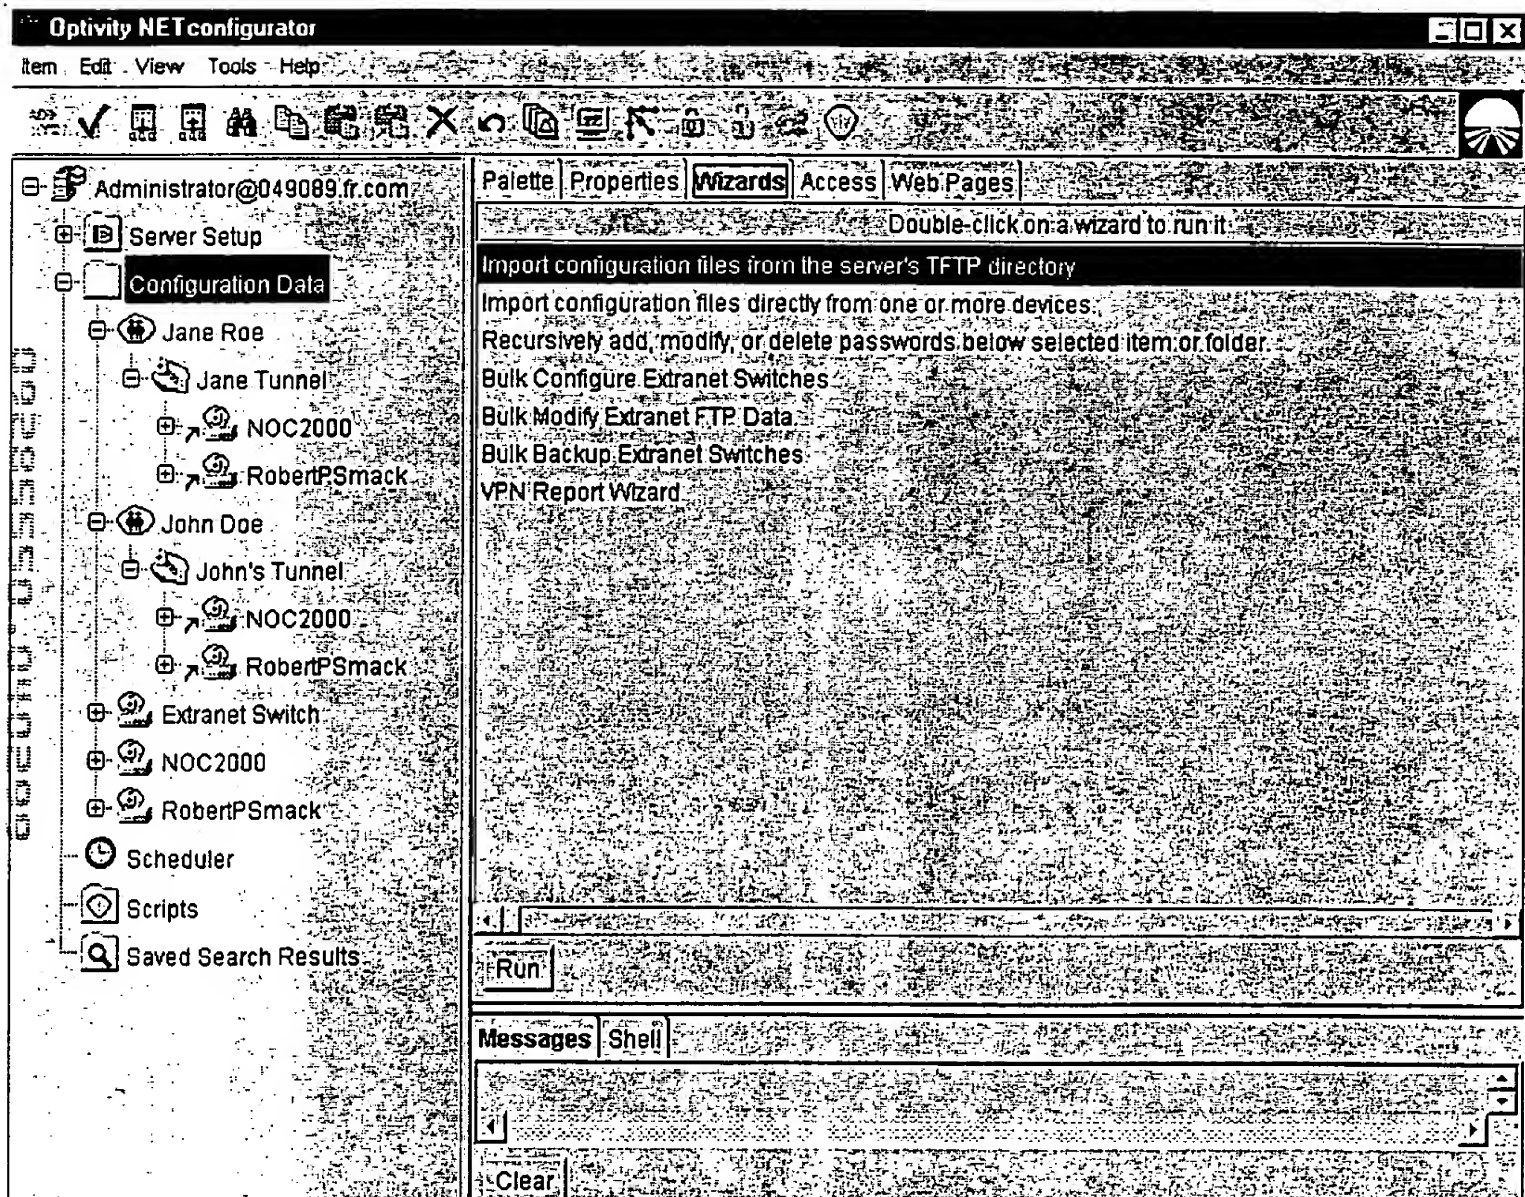 Optivity NETconfigurator
Item Edit View Tools Help
Administrator@049089.fr.com
Server Setup
Configuration Data
Jane Roe
Jane Tunnel
NOC2000
RobertPSmack
John Doe
John's Tunnel
NOC2000
RobertPSmack
Extranet Switch
NOC2000
RobertPSmack
Scheduler
Scripts
Saved Search Results
Palette Properties Wizards Access Web Pages
Double-click on a wizard to run it
Import configuration files from the server's TFTP directory
Import configuration files directly from one or more devices.
Recursively add, modify, or delete passwords below selected item or folder.
Bulk Configure Extranet Switches
Bulk Modify Extranet FTP Data
Bulk Backup Extranet Switches
VPN Report Wizard
Run
Messages Shell
Clear